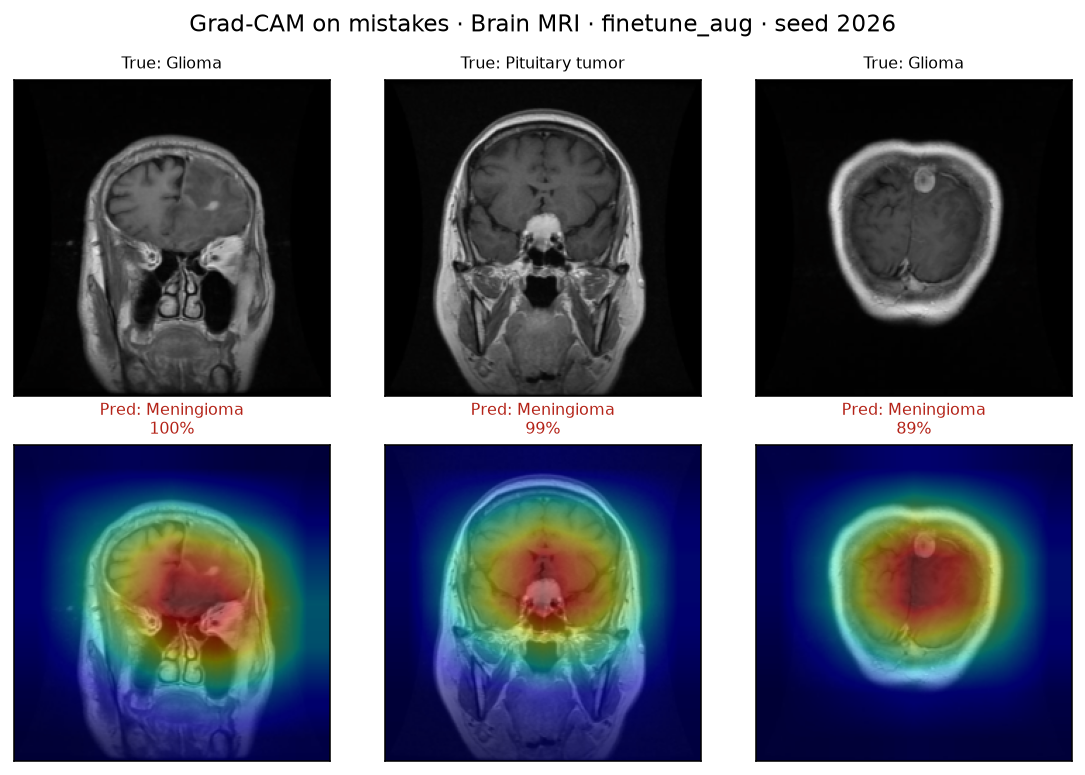 Grad-CAM on mistakes · Brain MRI · finetune_aug · seed 2026
True: Glioma
True: Pituitary tumor
True: Glioma
Pred: Meningioma
100%
Pred: Meningioma
99%
Pred: Meningioma
89%